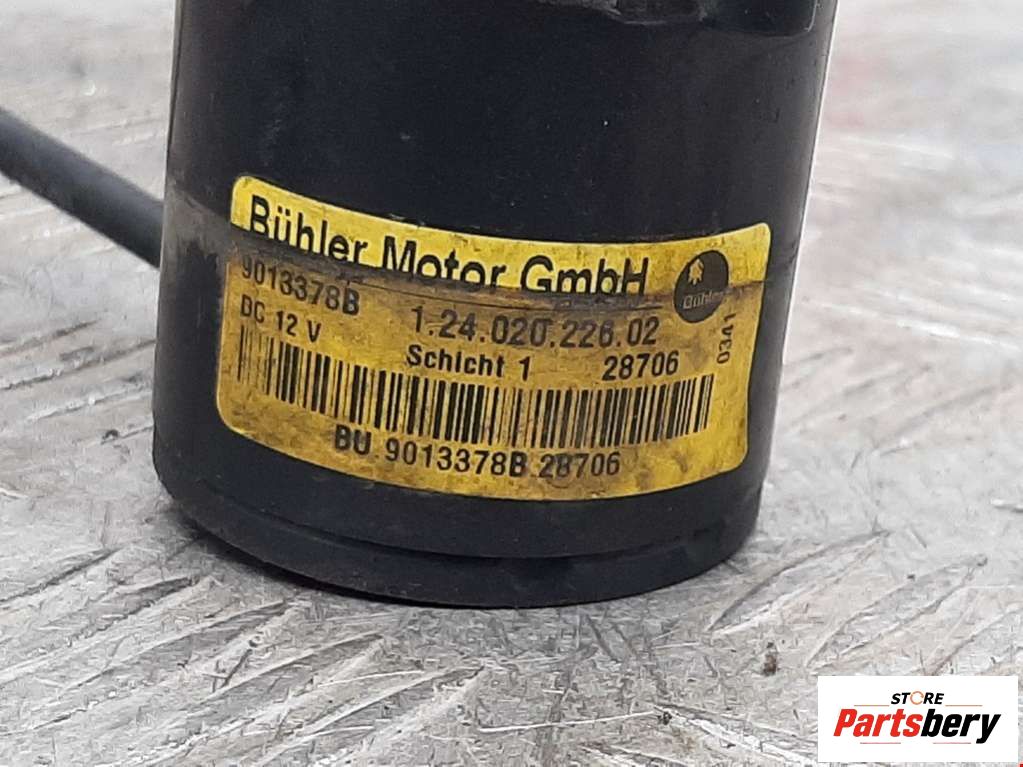 Bühler Motor GmbH
Bühler
9013378B 1.24.020.226.02
DC 12 V Schicht 1 28706
0341
BU 9013378B 28706
STORE
Partsbery